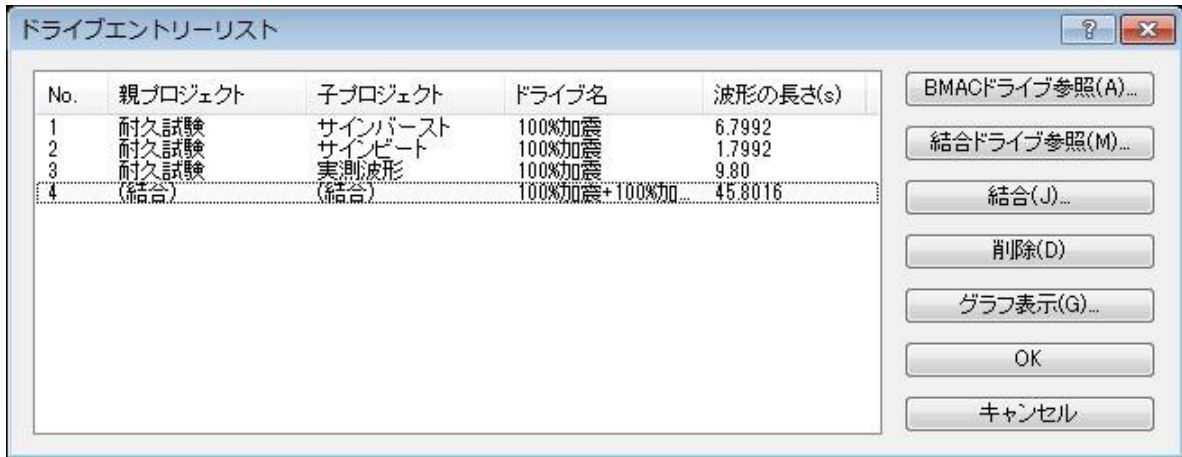 ドライブエントリーリスト
No. 親プロジェクト 子プロジェクト ドライブ名 波形の長さ(s)
1 耐久試験 サインバースト 100%加震 6.7992
2 耐久試験 サインビート 100%加震 1.7992
3 耐久試験 実測波形 100%加震 9.80
4 (結合) (結合) 100%加震+100%加... 45.8016
BMACドライブ参照(A)...
結合ドライブ参照(M)...
結合(J)...
削除(D)
グラフ表示(G)...
OK
キャンセル